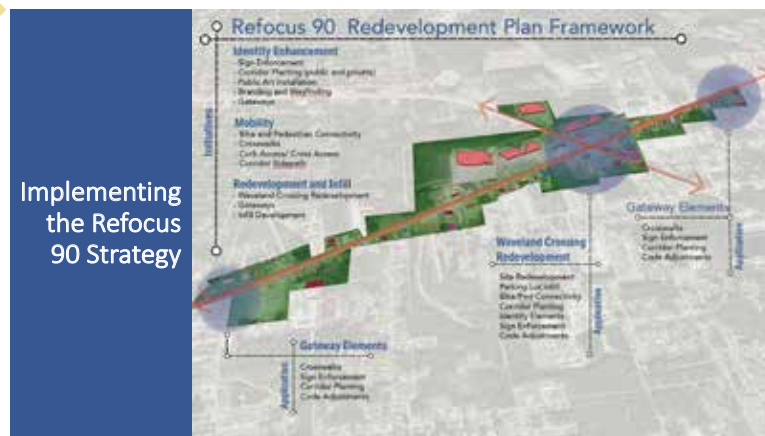 Implementing
the Refocus
90 Strategy
Refocus 90 Redevelopment Plan Framework
Initiatives
Identity Enhancement
- Sign Enforcement
- Corridor Planting (public and private)
- Public Art Installation
- Branding and Wayfinding
- Gateways
Mobility
- Bike and Pedestrian Connectivity
- Crosswalks
- Curb Access/ Cross Access
- Corridor Sidepath
Redevelopment and Infill
- Waveland Crossing Redevelopment
- Gateways
- Infill Development
Gateway Elements
Crosswalks
Sign Enforcement
Corridor Planting
Code Adjustments
Application
Waveland Crossing
Redevelopment
Site Redevelopment
Parking Lot Infill
Bike/Ped Connectivity
Corridor Planting
Identity Elements
Sign Enforcement
Code Adjustments
Application
Gateway Elements
Crosswalks
Sign Enforcement
Corridor Planting
Code Adjustments
Application